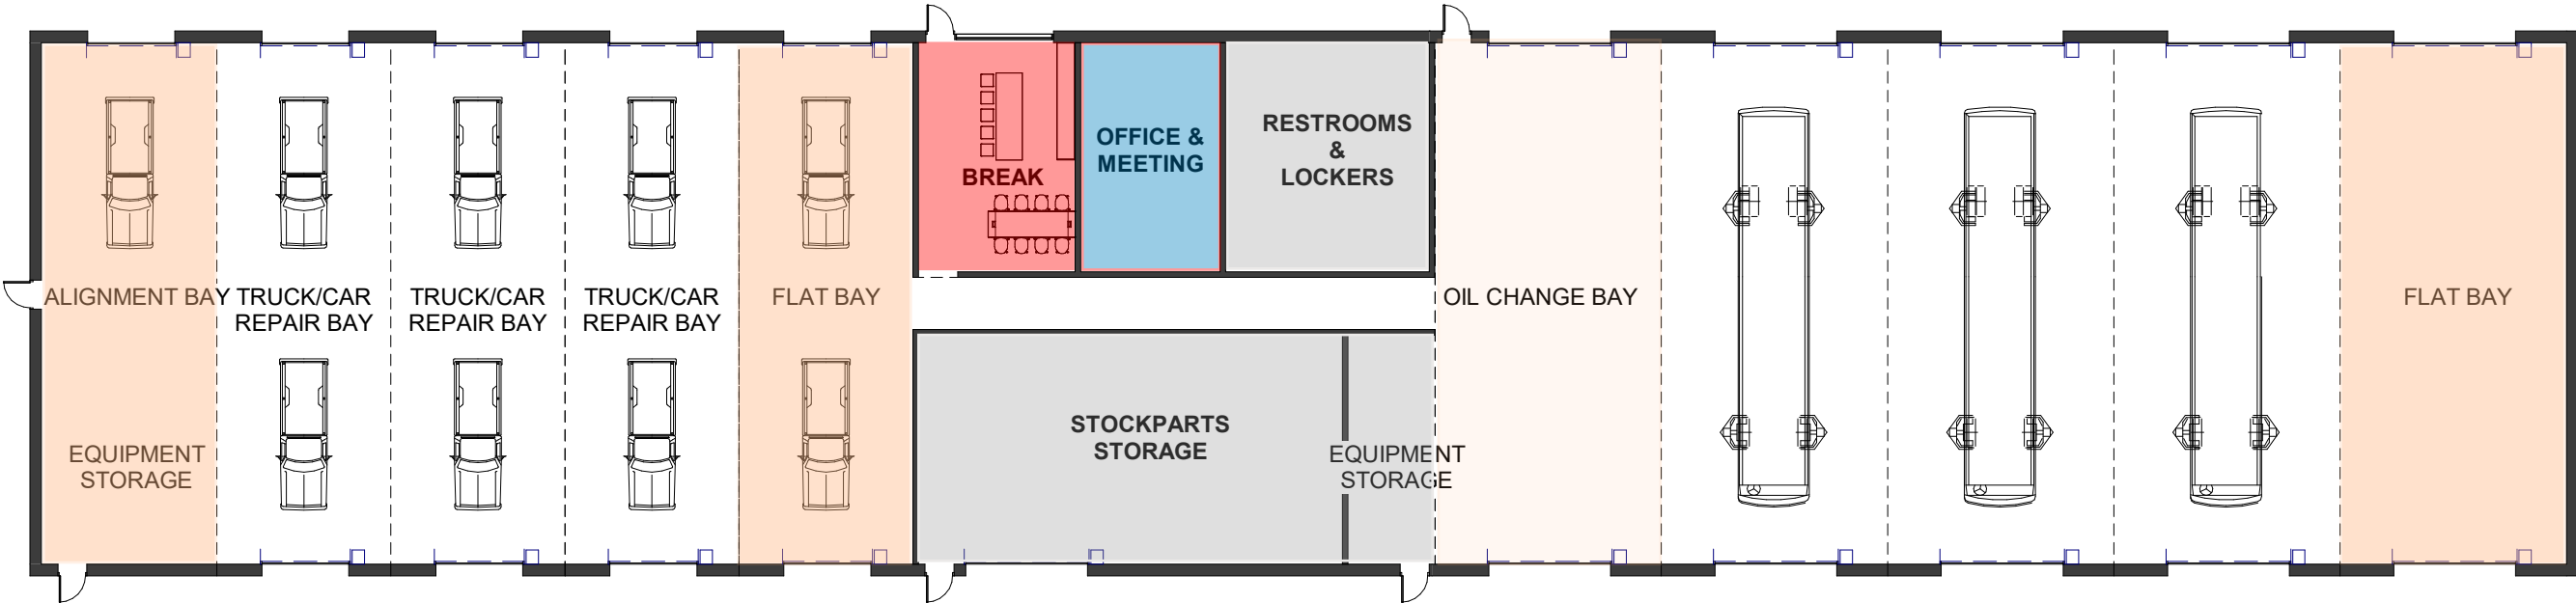 BREAK
OFFICE &
MEETING
RESTROOMS
&
LOCKERS
ALIGNMENT BAY
TRUCK/CAR
REPAIR BAY
TRUCK/CAR
REPAIR BAY
TRUCK/CAR
REPAIR BAY
FLAT BAY
OIL CHANGE BAY
FLAT BAY
EQUIPMENT
STORAGE
STOCKPARTS
STORAGE
EQUIPMENT
STORAGE